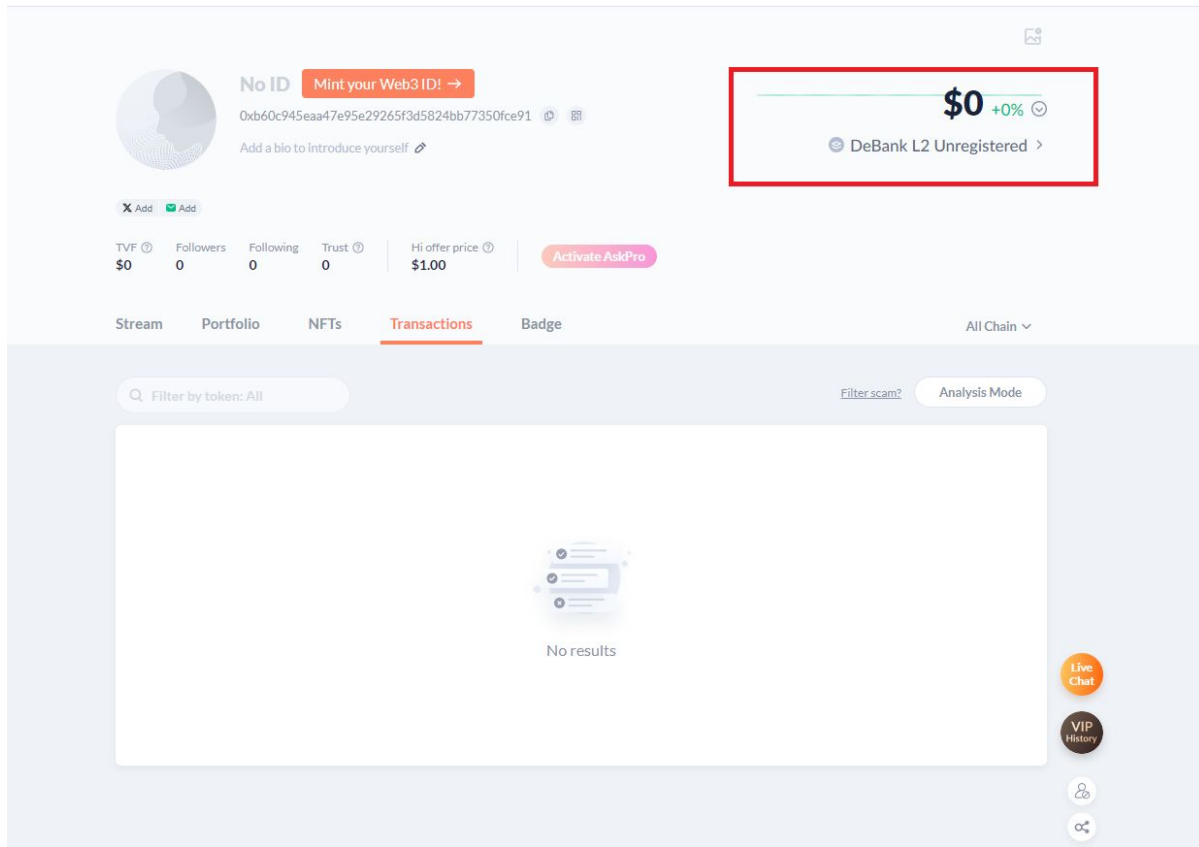 No ID Mint your Web3 ID! →
$0 +0%
0xb60c945eaa47e95e29265f3d5824bb77350fce91
DeBank L2 Unregistered >
Add a bio to introduce yourself
X Add Add
TVF Followers Following Trust Hi offer price
$0 0 0 0 $1.00
Activate AskPro
Stream Portfolio NFTs Transactions Badge All Chain
Filter by token: All Filter scam? Analysis Mode
No results
Live
Chat
VIP
History